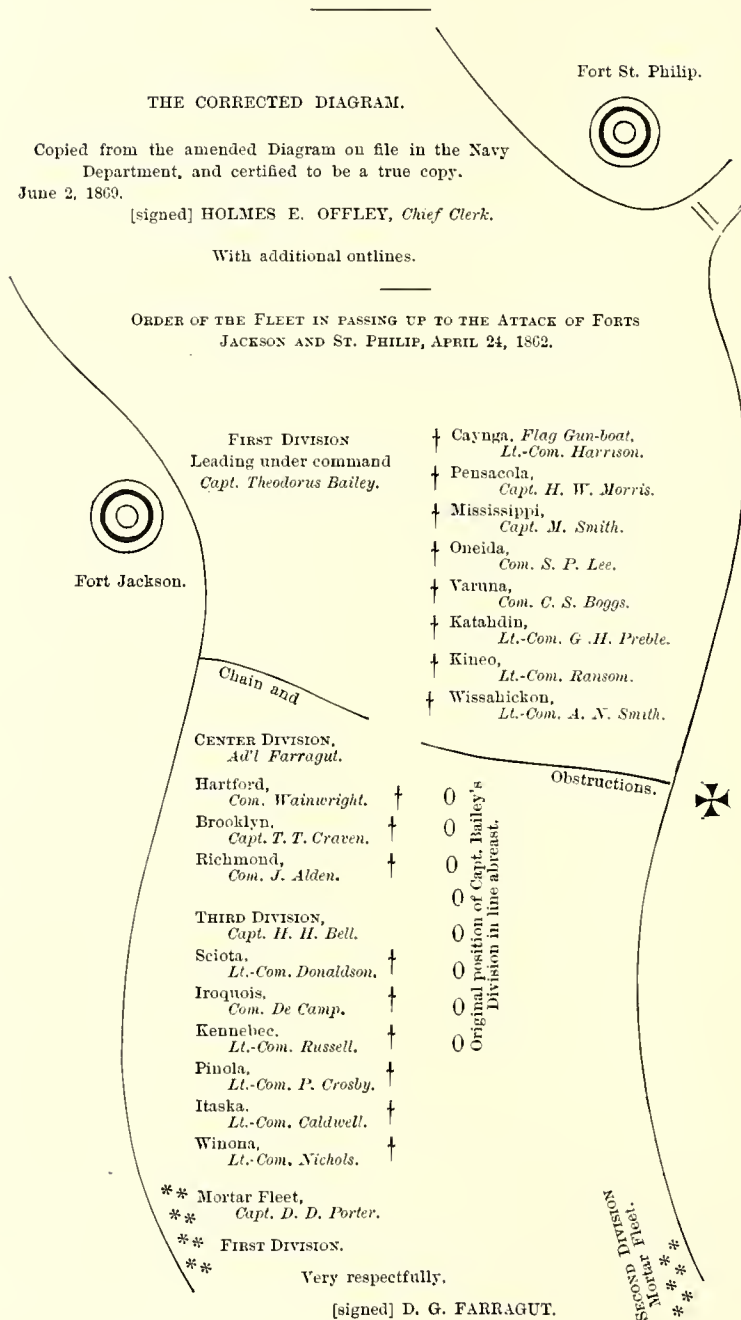 Fort St. Philip.
THE CORRECTED DIAGRAM.
Copied from the amended Diagram on file in the Navy
Department, and certified to be a true copy.
June 2, 1869.
[signed] HOLMES E. OFFLEY, Chief Clerk.
With additional outlines.
ORDER OF THE FLEET IN PASSING UP TO THE ATTACK OF FORTS
JACKSON AND ST. PHILIP, APRIL 24, 1862.
FIRST DIVISION
Leading under command
Capt. Theodorus Bailey.
Cayuga, Flag Gun-boat,
Lt.-Com. Harrison.
Pensacola,
Capt. H. W. Morris.
Mississippi,
Capt. M. Smith.
Oneida,
Com. S. P. Lee.
Varuna,
Com. C. S. Boggs.
Katahdin,
Lt.-Com. G .H. Preble.
Kineo,
Lt.-Com. Ransom.
Wissahickon,
Lt.-Com. A. N. Smith.
Fort Jackson.
Chain and
Obstructions.
CENTER DIVISION,
Ad'l Farragut.
Hartford,
Com. Wainwright.
Brooklyn,
Capt. T. T. Craven.
Richmond,
Com. J. Alden.
THIRD DIVISION,
Capt. H. H. Bell.
Sciota,
Lt.-Com. Donaldson.
Iroquois,
Com. De Camp.
Kennebec,
Lt.-Com. Russell.
Pinola,
Lt.-Com. P. Crosby.
Itaska,
Lt.-Com. Caldwell.
Winona,
Lt.-Com. Nichols.
Original position of Capt. Bailey's
Division in line abreast.
Mortar Fleet,
Capt. D. D. Porter.
FIRST DIVISION.
SECOND DIVISION
Mortar Fleet.
Very respectfully,
[signed] D. G. FARRAGUT.